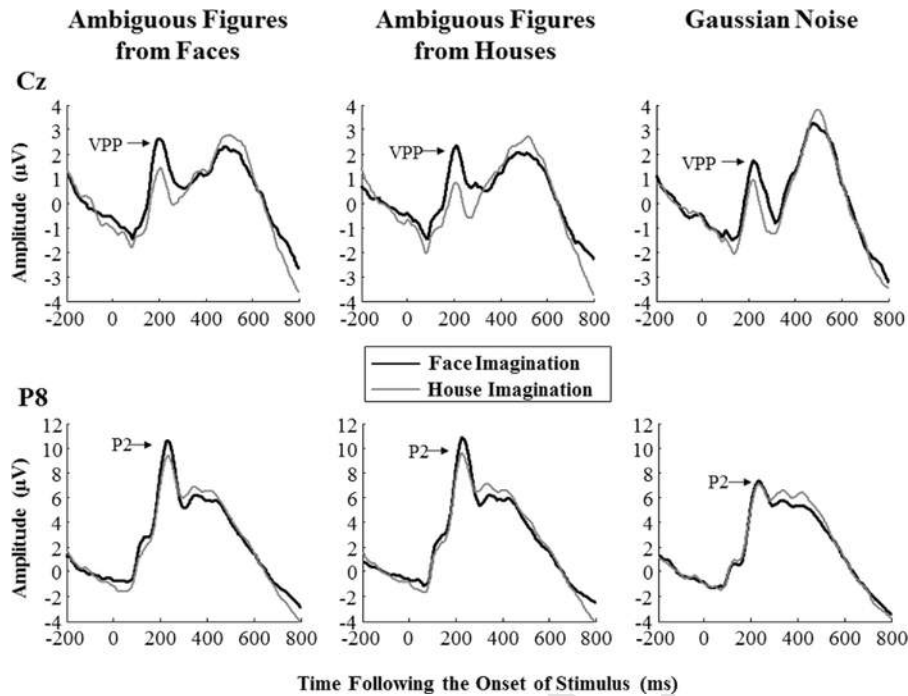 Ambiguous Figures
from Faces
Ambiguous Figures
from Houses
Gaussian Noise
Cz
Amplitude (µV)
4
3
2
1
0
-1
-2
-3
-4
VPP
-200 0 200 400 600 800
4
3
2
1
0
-1
-2
-3
-4
VPP
-200 0 200 400 600 800
4
3
2
1
0
-1
-2
-3
-4
VPP
-200 0 200 400 600 800
Face Imagination
House Imagination
P8
Amplitude (µV)
12
10
8
6
4
2
0
-2
-4
P2
-200 0 200 400 600 800
12
10
8
6
4
2
0
-2
-4
P2
-200 0 200 400 600 800
12
10
8
6
4
2
0
-2
-4
P2
-200 0 200 400 600 800
Time Following the Onset of Stimulus (ms)